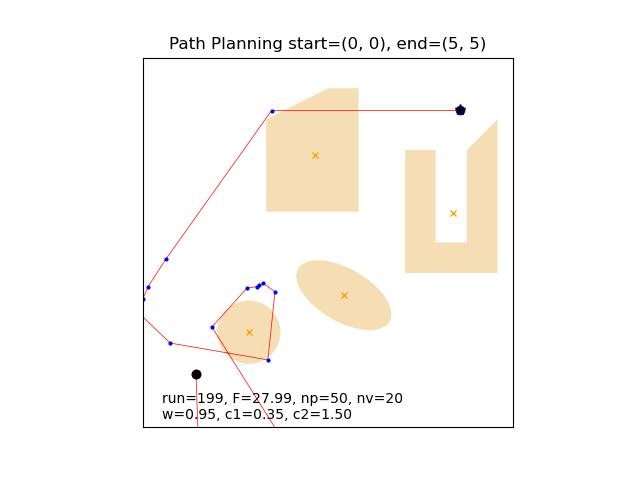 Path Planning start=(0, 0), end=(5, 5)
run=199, F=27.99, np=50, nv=20
w=0.95, c1=0.35, c2=1.50